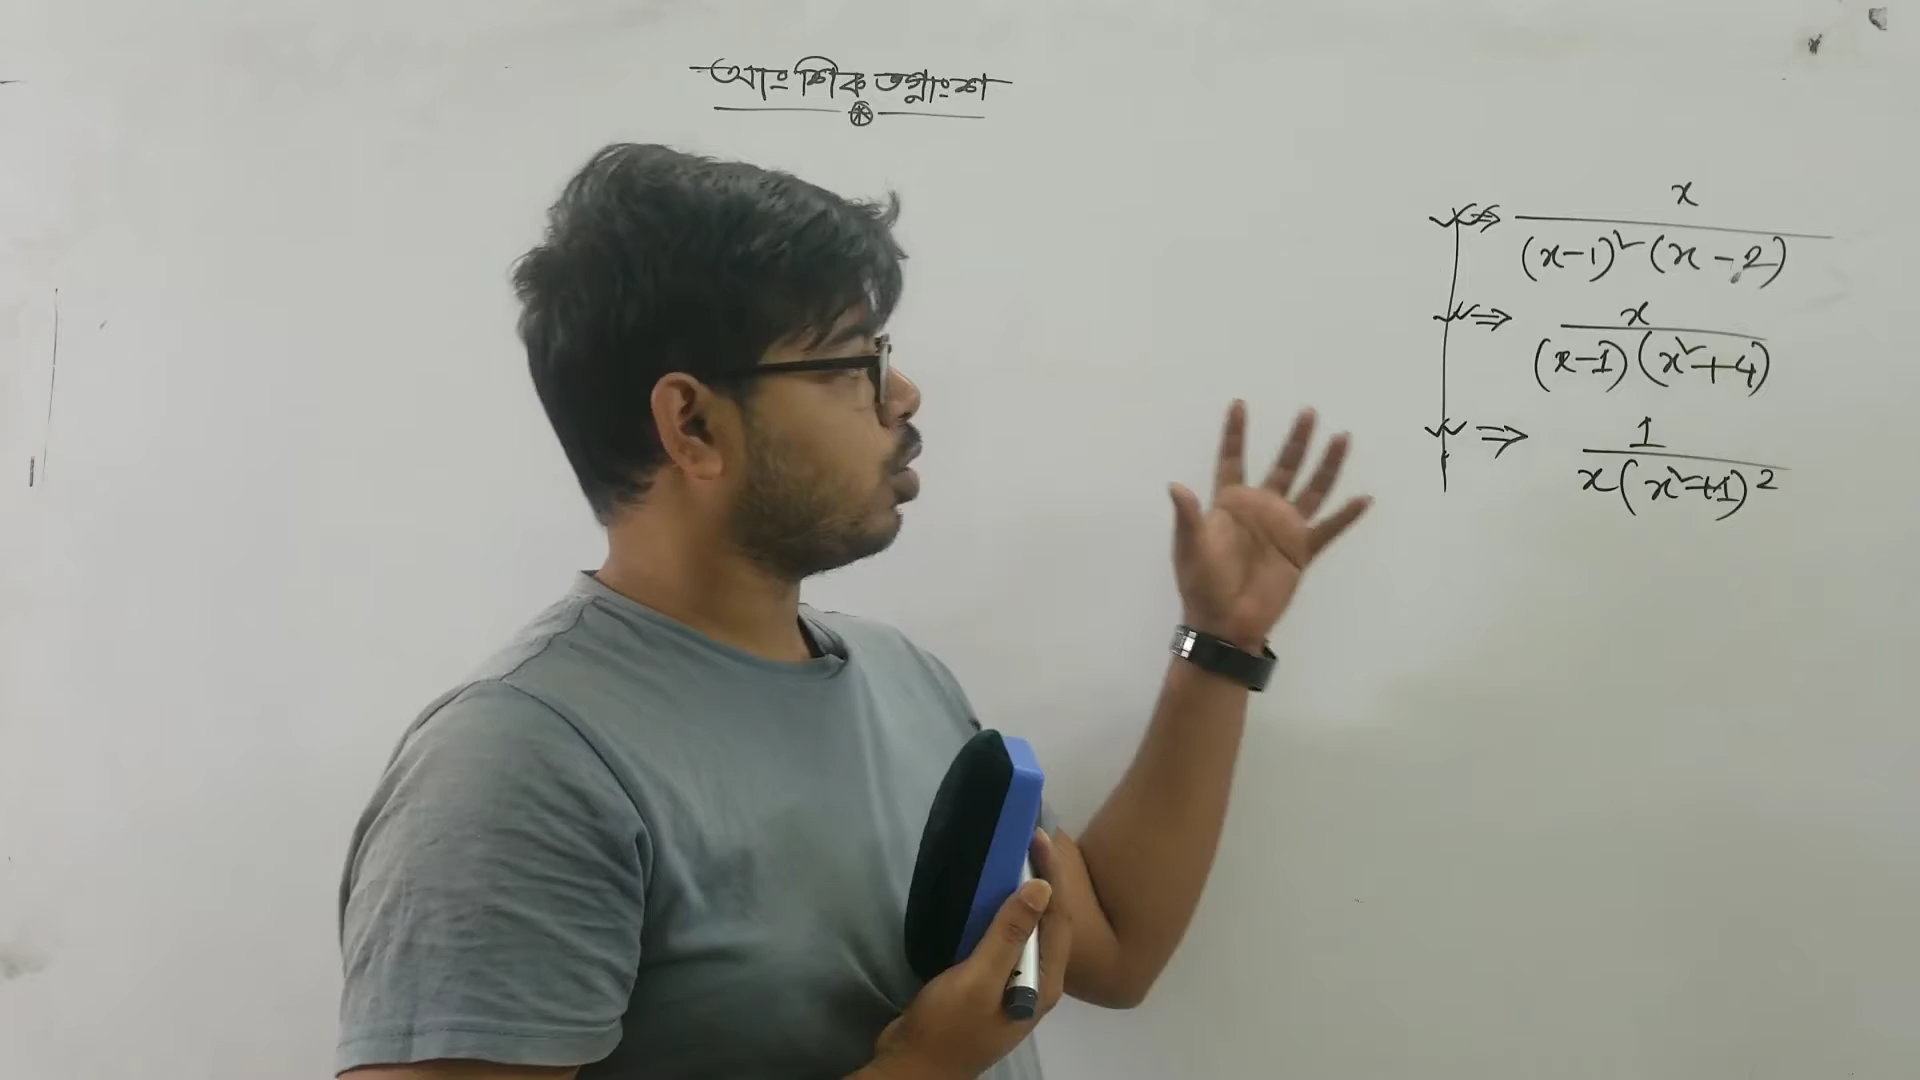 আংশিক ভগ্নাংশ
⇒ x / (x-1)² (x-2)
⇒ x / (x-1)(x²+4)
⇒ 1 / x(x²+1)²